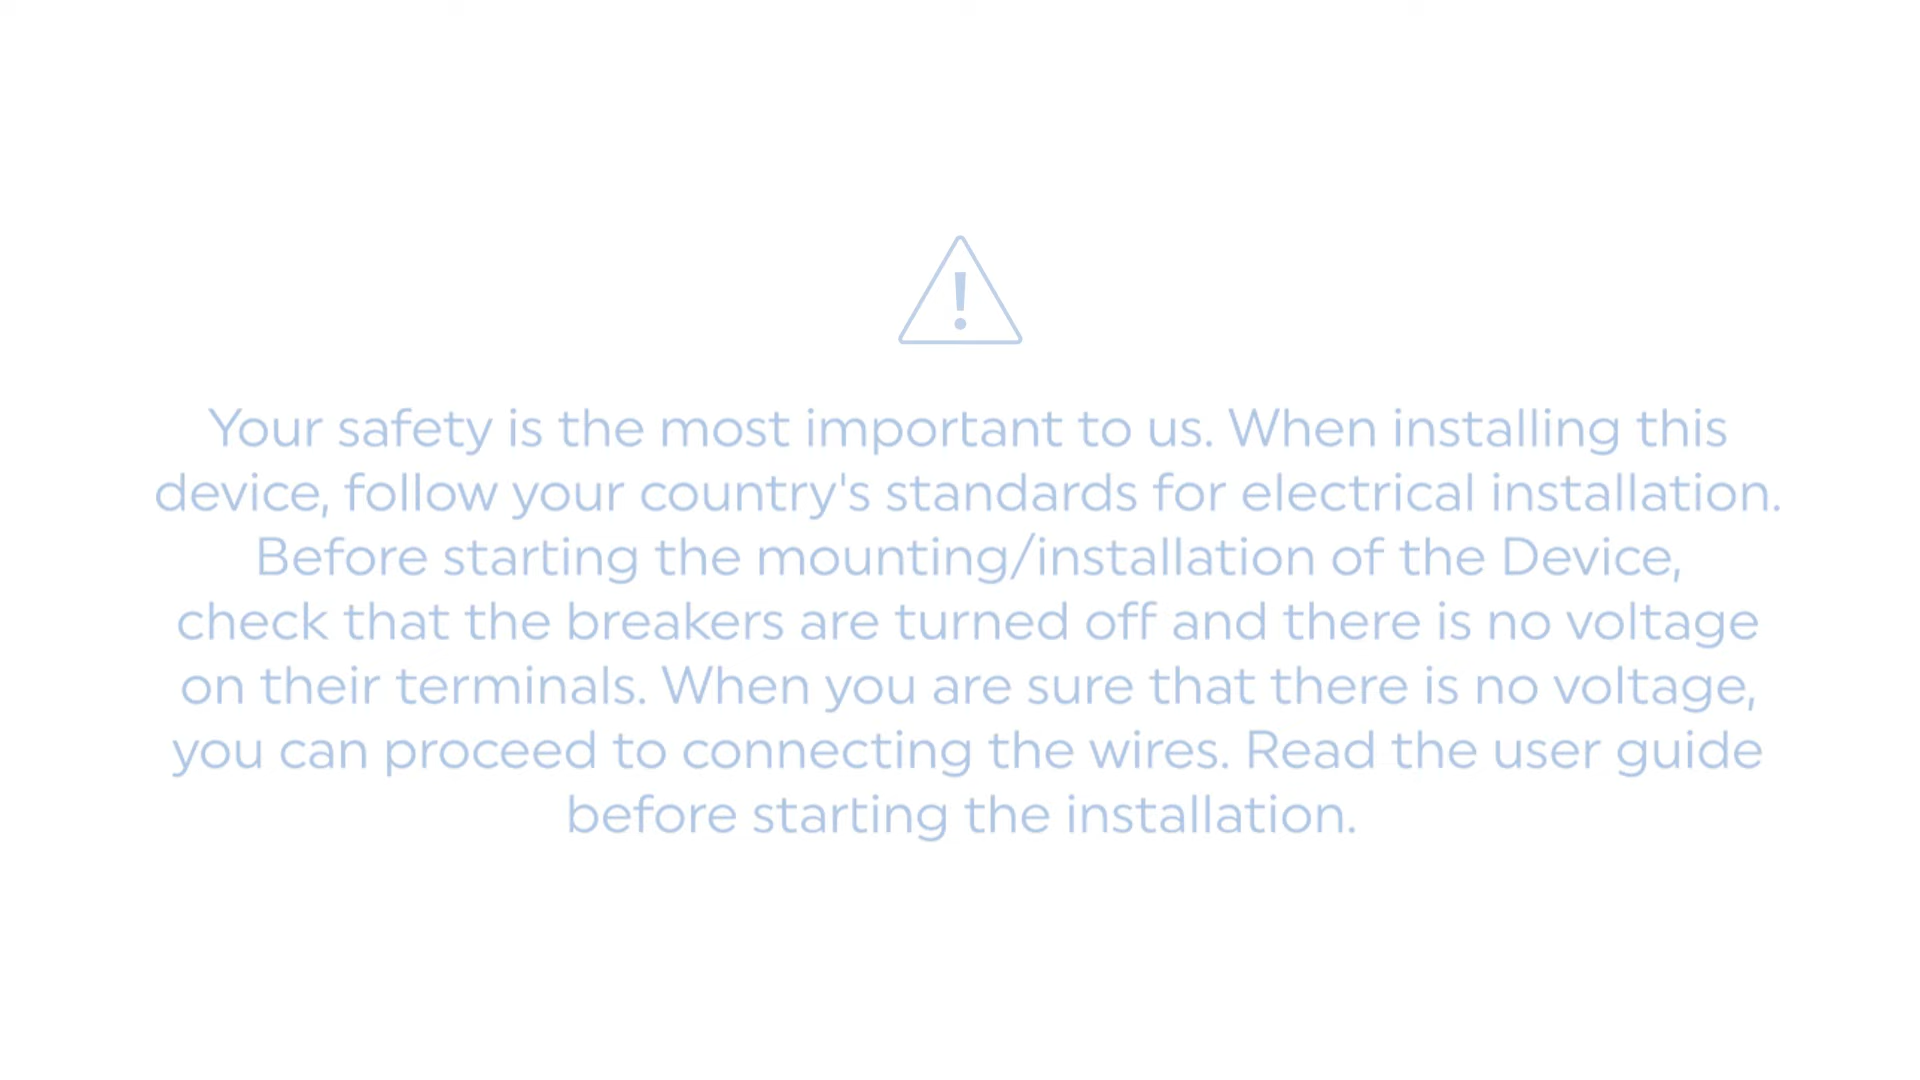 Your safety is the most important to us. When installing this
device, follow your country's standards for electrical installation.
Before starting the mounting/installation of the Device,
check that the breakers are turned off and there is no voltage
on their terminals. When you are sure that there is no voltage,
you can proceed to connecting the wires. Read the user guide
before starting the installation.